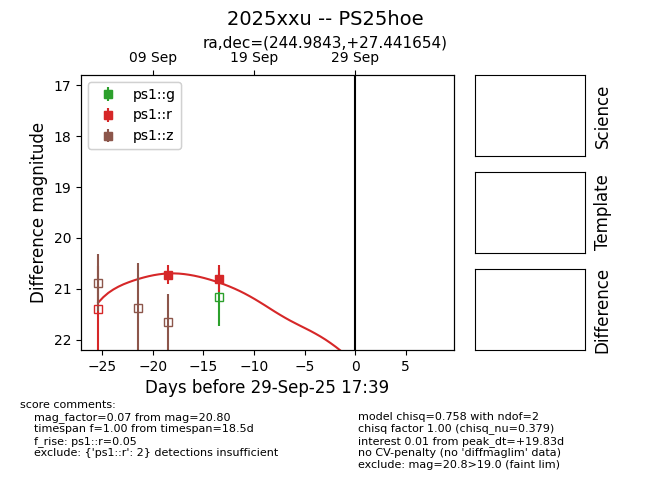 2025xxu -- PS25hoe
ra,dec=(244.9843,+27.441654)
09 Sep 19 Sep 29 Sep
17
18
19
20
21
22
Difference magnitude
ps1::g
ps1::r
ps1::z
−25 −20 −15 −10 −5 0 5
Days before 29-Sep-25 17:39
Science
Template
Difference
score comments:
mag_factor=0.07 from mag=20.80
timespan f=1.00 from timespan=18.5d
f_rise: ps1::r=0.05
exclude: {'ps1::r': 2} detections insufficient
model chisq=0.758 with ndof=2
chisq factor 1.00 (chisq_nu=0.379)
interest 0.01 from peak_dt=+19.83d
no CV-penalty (no 'diffmaglim' data)
exclude: mag=20.8>19.0 (faint lim)